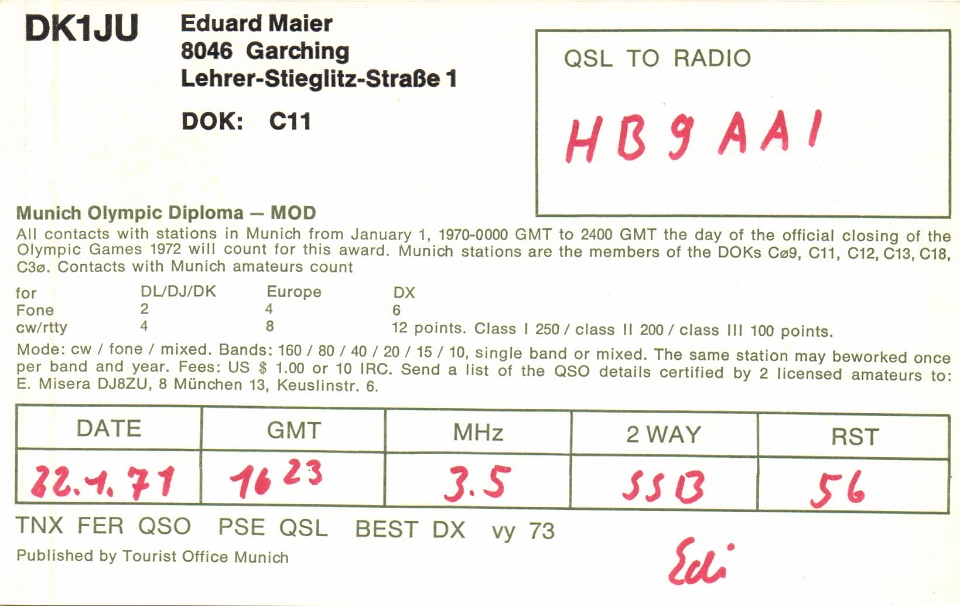 DK1JU
Eduard Maier
8046 Garching
Lehrer-Stieglitz-Straße 1
DOK: C11
QSL TO RADIO
HB9AAI
Munich Olympic Diploma — MOD
All contacts with stations in Munich from January 1, 1970-0000 GMT to 2400 GMT the day of the official closing of the
Olympic Games 1972 will count for this award. Munich stations are the members of the DOKs Cø9, C11, C12, C13, C18,
C3ø. Contacts with Munich amateurs count
for DL/DJ/DK Europe DX
Fone 2 4 6
cw/rtty 4 8 12 points. Class I 250 / class II 200 / class III 100 points.
Mode: cw / fone / mixed. Bands: 160 / 80 / 40 / 20 / 15 / 10, single band or mixed. The same station may beworked once
per band and year. Fees: US $ 1.00 or 10 IRC. Send a list of the QSO details certified by 2 licensed amateurs to:
E. Misera DJ8ZU, 8 München 13, Keuslinstr. 6.
DATE GMT MHz 2 WAY RST
22.1.71 16 23 3.5 SSB 56
TNX FER QSO PSE QSL BEST DX vy 73
Published by Tourist Office Munich
Edi